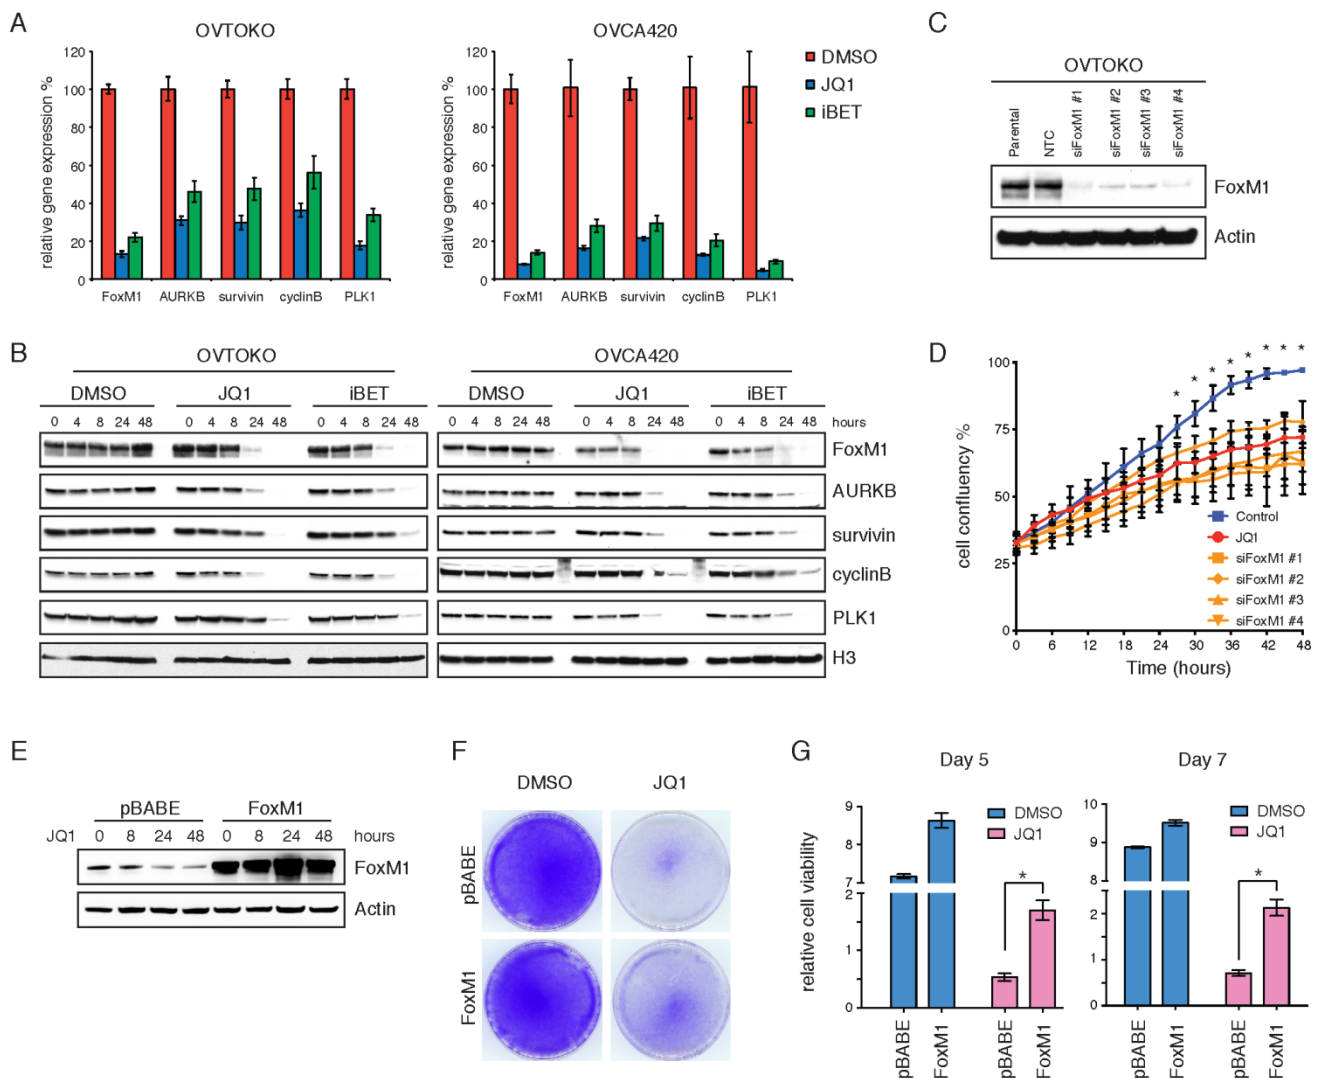 A
OVTOKO
relative gene expression %
120
100
80
60
40
20
0
FoxM1 AURKB survivin cyclinB PLK1
OVCA420
relative gene expression %
120
100
80
60
40
20
0
FoxM1 AURKB survivin cyclinB PLK1
DMSO
JQ1
iBET
C
OVTOKO
Parental
NTC
siFoxM1 #1
siFoxM1 #2
siFoxM1 #3
siFoxM1 #4
FoxM1
Actin
B
OVTOKO OVCA420
DMSO JQ1 iBET DMSO JQ1 iBET
0 4 8 24 48 0 4 8 24 48 0 4 8 24 48 0 4 8 24 48 0 4 8 24 48 0 4 8 24 48 hours
FoxM1
AURKB
survivin
cyclinB
PLK1
H3
D
cell confluency %
100
75
50
25
0
* * * * * * * *
Control
JQ1
siFoxM1 #1
siFoxM1 #2
siFoxM1 #3
siFoxM1 #4
0 6 12 18 24 30 36 42 48
Time (hours)
E
pBABE FoxM1
JQ1 0 8 24 48 0 8 24 48 hours
FoxM1
Actin
F
DMSO JQ1
pBABE
FoxM1
G
Day 5
relative cell viability
9
8
7
2
1
0
DMSO
JQ1
*
pBABE
FoxM1
pBABE
FoxM1
Day 7
10
9
8
2
1
0
DMSO
JQ1
*
pBABE
FoxM1
pBABE
FoxM1